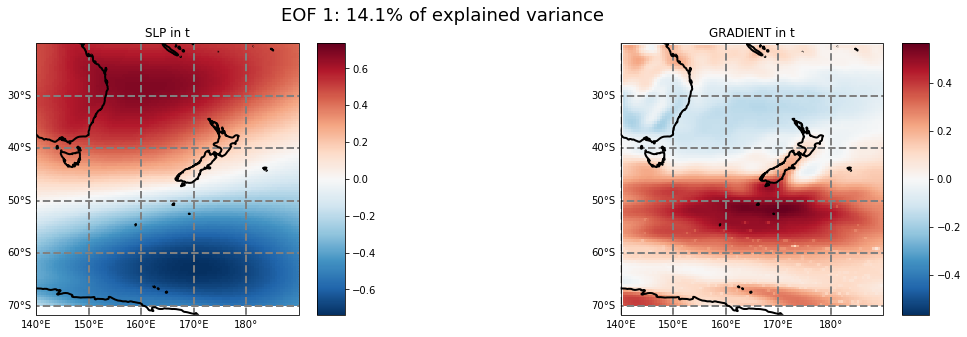 EOF 1: 14.1% of explained variance
SLP in t
30°S
40°S
50°S
60°S
70°S
140°E 150°E 160°E 170°E 180°
0.6
0.4
0.2
0.0
−0.2
−0.4
−0.6
GRADIENT in t
30°S
40°S
50°S
60°S
70°S
140°E 150°E 160°E 170°E 180°
0.4
0.2
0.0
−0.2
−0.4